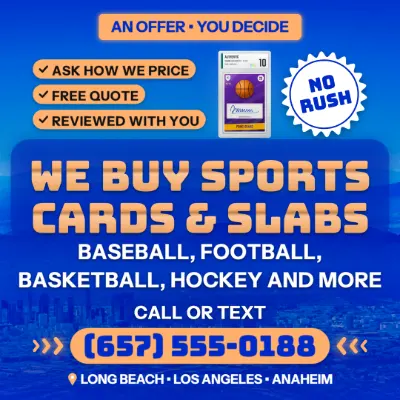 AN OFFER • YOU DECIDE
✓ ASK HOW WE PRICE
✓ FREE QUOTE
✓ REVIEWED WITH YOU
10
NO
RUSH
WE BUY SPORTS
CARDS & SLABS
BASEBALL, FOOTBALL,
BASKETBALL, HOCKEY AND MORE
CALL OR TEXT
(657) 555-0188
LONG BEACH • LOS ANGELES • ANAHEIM